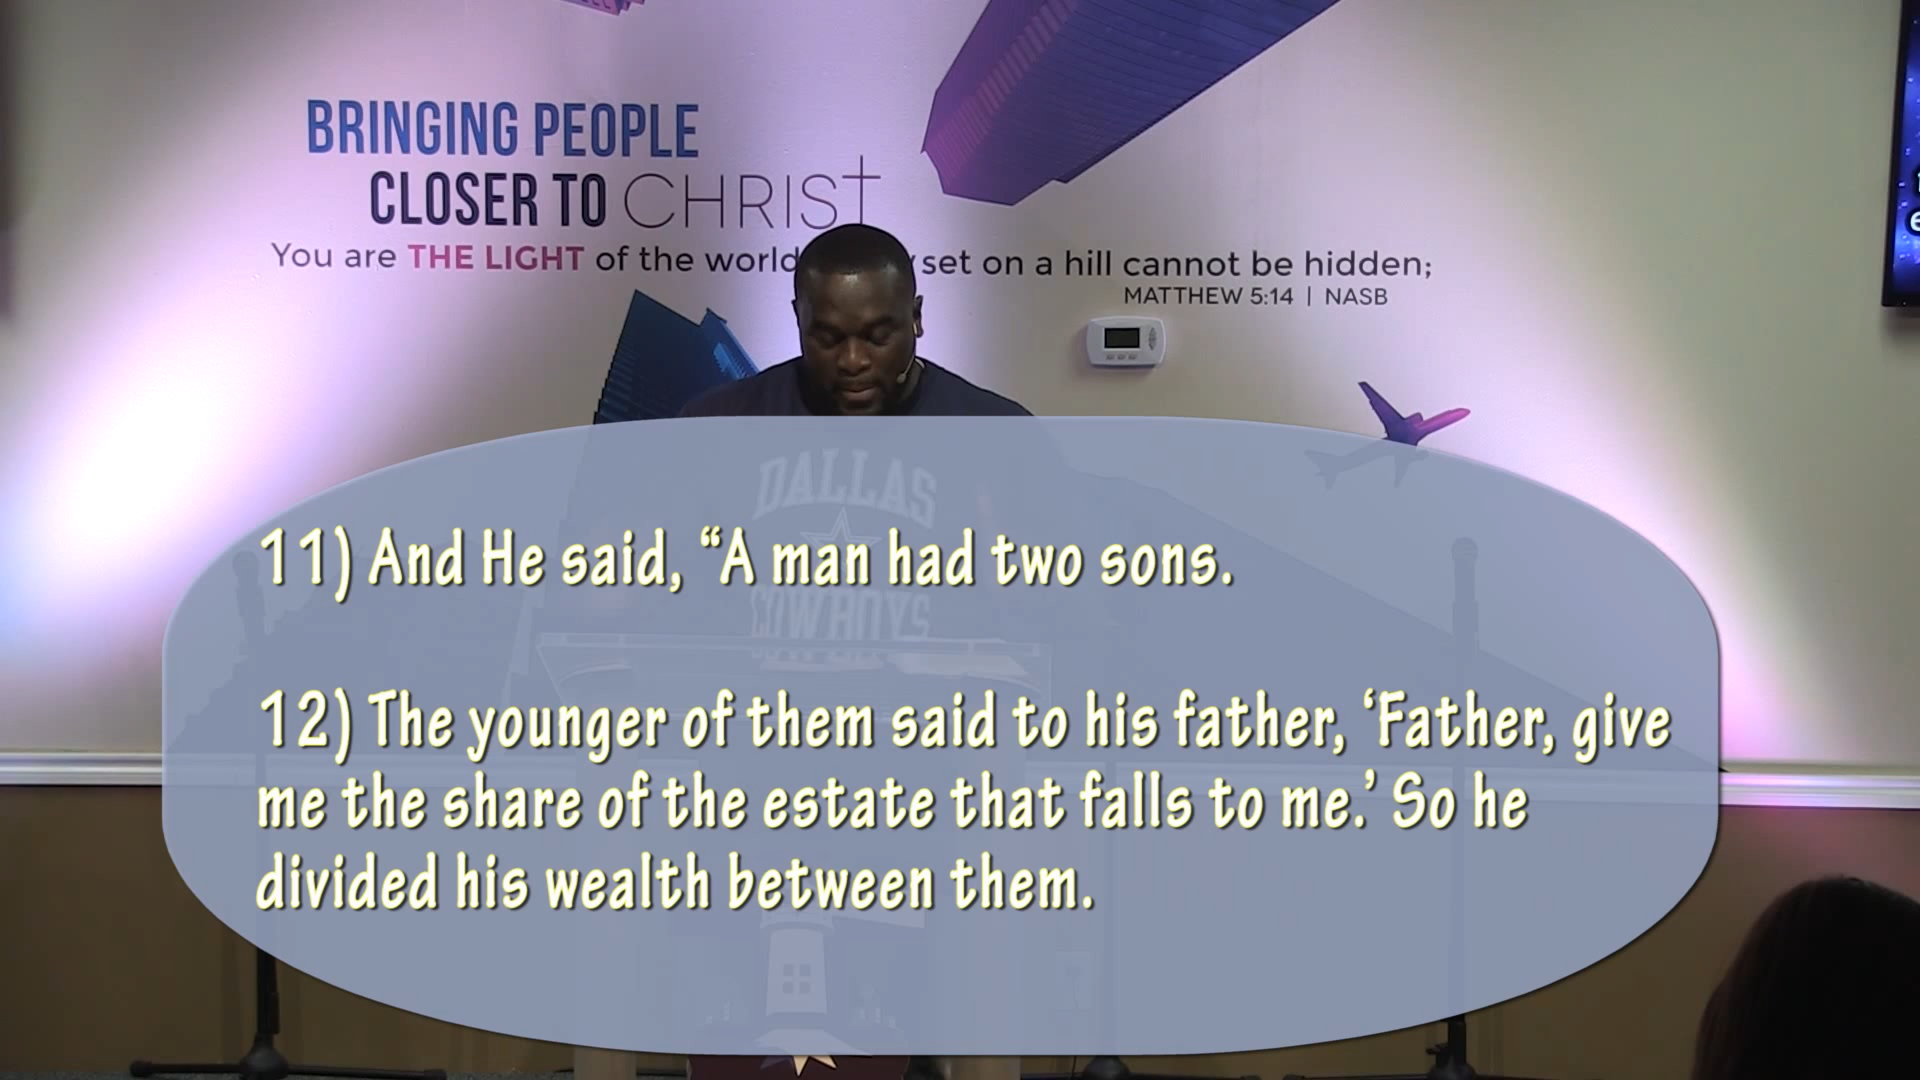 BRINGING PEOPLE
CLOSER TO CHRIST
You are THE LIGHT of the world set on a hill cannot be hidden;
MATTHEW 5:14 | NASB
DALLAS
COWBOYS
11) And He said, “A man had two sons.
12) The younger of them said to his father, ‘Father, give
me the share of the estate that falls to me.’ So he
divided his wealth between them.